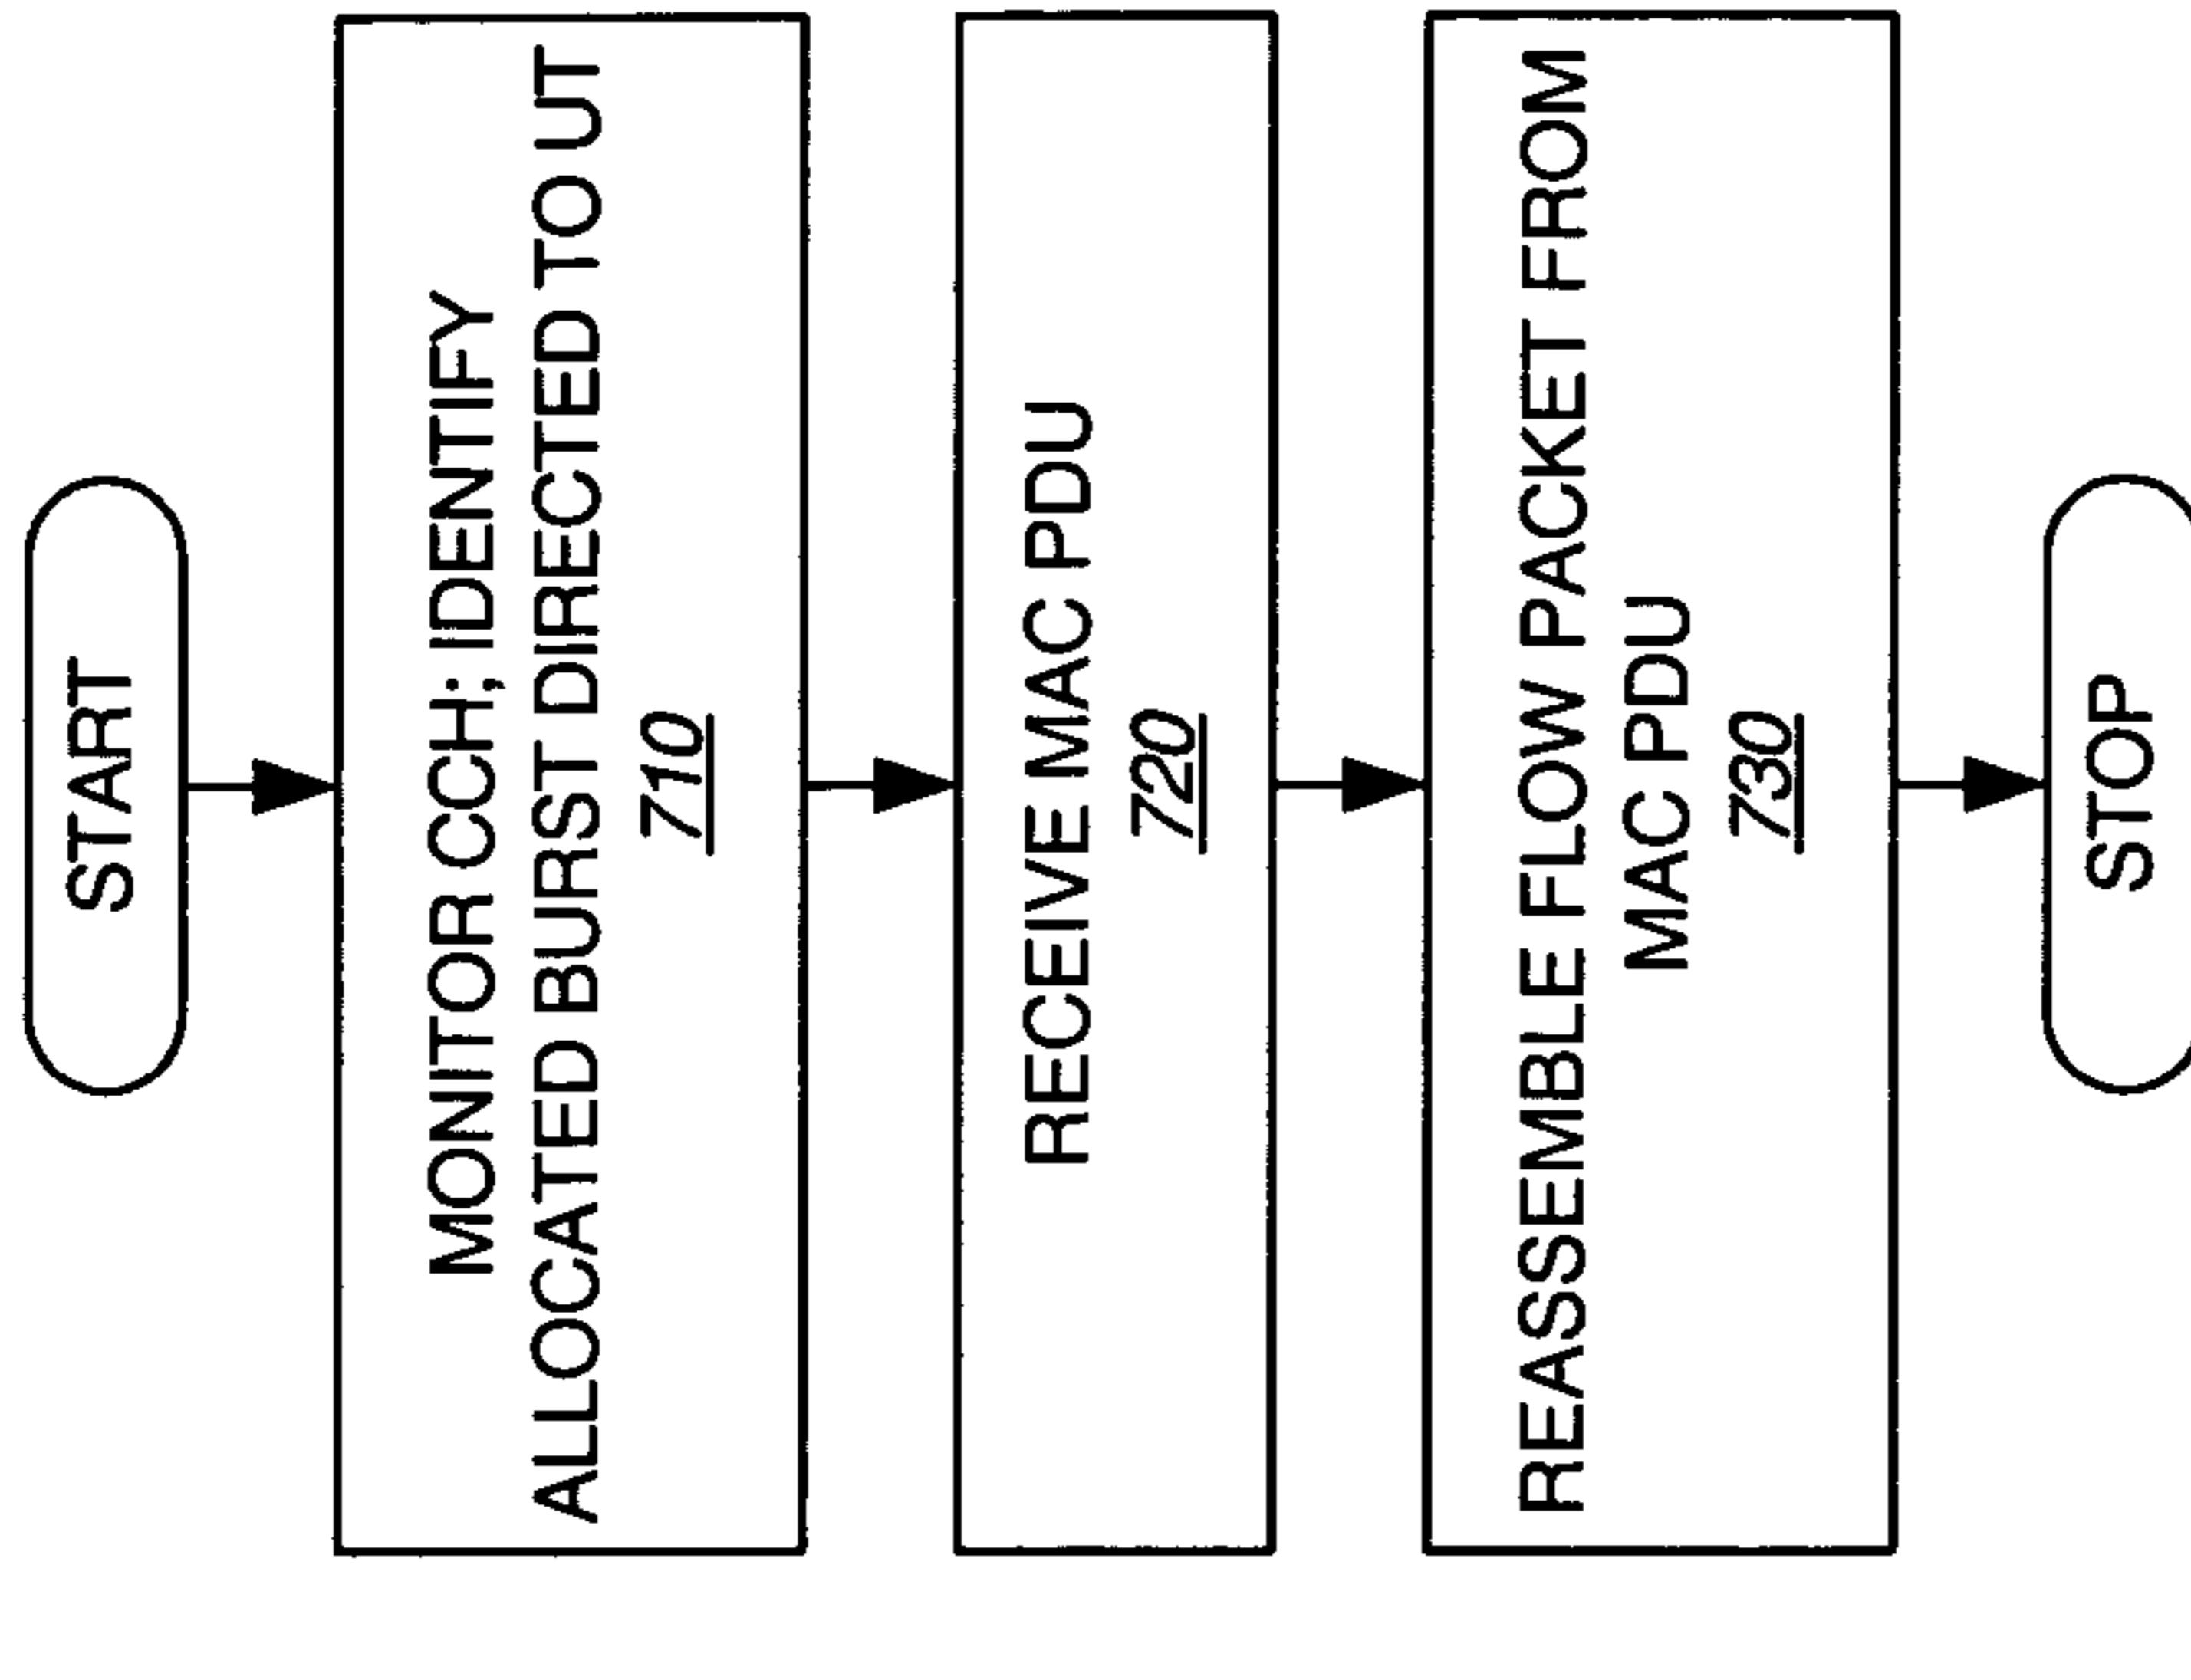 START
MONITOR CCH; IDENTIFY
ALLOCATED BURST DIRECTED TO UT
710
RECEIVE MAC PDU
720
REASSEMBLE FLOW PACKET FROM
MAC PDU
730
STOP